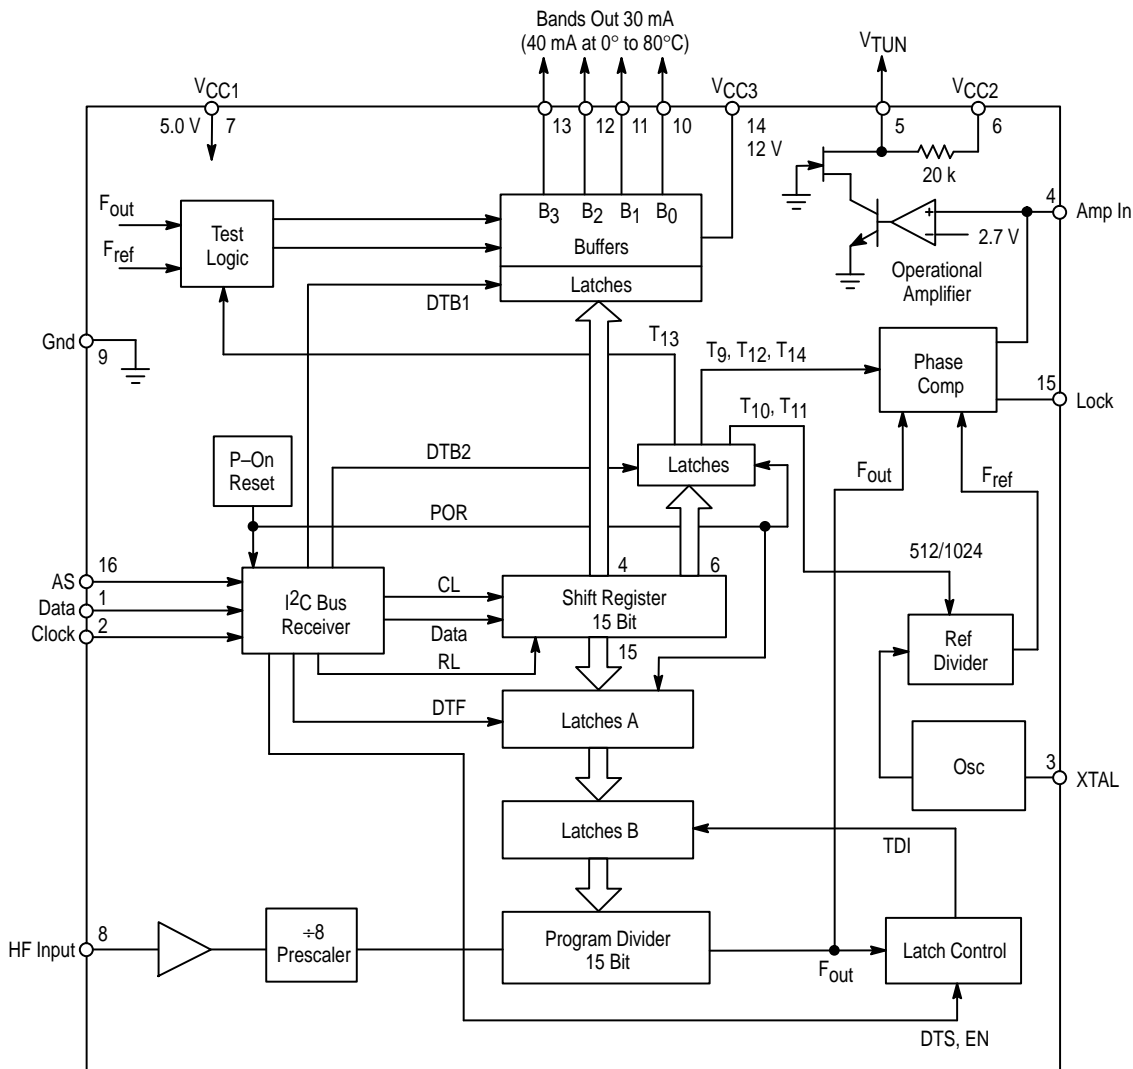 Bands Out 30 mA
(40 mA at 0° to 80°C)
VTUN
VCC1
VCC3
VCC2
5.0 V
7
13
12
11
10
14
12 V
5
6
20 k
4
Amp In
Fout
Fref
Test
Logic
B3
B2
B1
B0
Buffers
Latches
+
–
2.7 V
Operational
Amplifier
DTB1
Gnd
9
T13
T9, T12, T14
Phase
Comp
15
Lock
T10, T11
P–On
Reset
DTB2
Latches
Fout
Fref
POR
512/1024
16
AS
1
Data
2
Clock
I2C Bus
Receiver
CL
Data
RL
4
6
Shift Register
15 Bit
15
Ref
Divider
DTF
Latches A
Osc
3
XTAL
Latches B
TDI
8
HF Input
÷8
Prescaler
Program Divider
15 Bit
Fout
Latch Control
DTS, EN